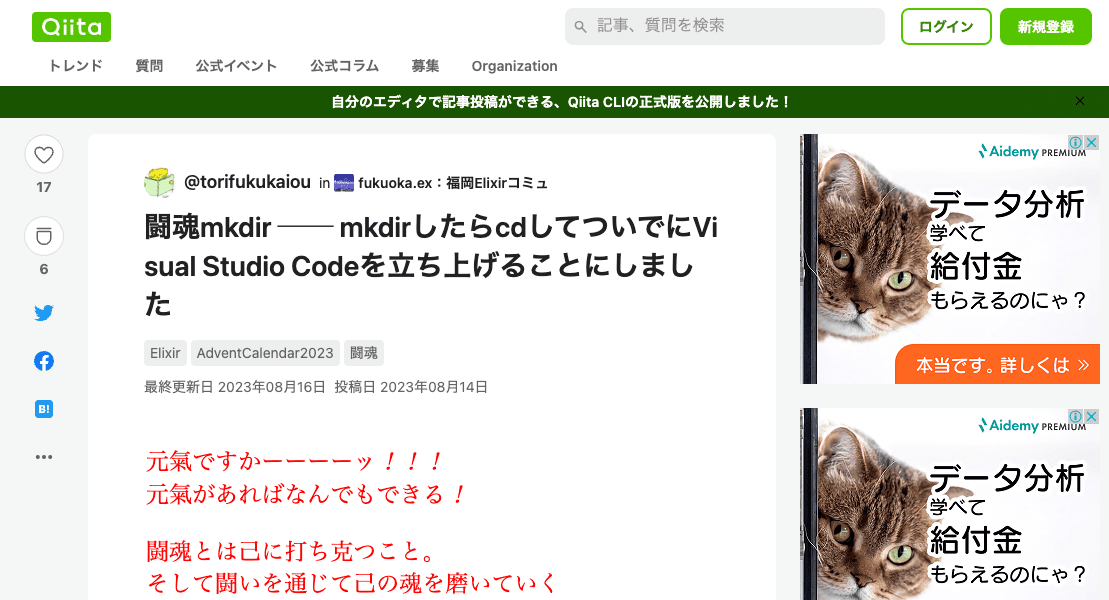 Qiita
記事、質問を検索
ログイン
新規登録
トレンド
質問
公式イベント
公式コラム
募集
Organization
自分のエディタで記事投稿ができる、Qiita CLIの正式版を公開しました！
17
6
B!
@torifukukaiou in fukuoka.ex：福岡Elixirコミュ
闘魂mkdir ─── mkdirしたらcdしてついでにVi
sual Studio Codeを立ち上げることにしまし
た
Elixir AdventCalendar2023 闘魂
最終更新日 2023年08月16日 投稿日 2023年08月14日
元氣ですかーーーーッ！！！
元氣があればなんでもできる！
闘魂とは己に打ち克つこと。
そして闘いを通じて己の魂を磨いていく
Aidemy PREMIUM
データ分析
学べて
給付金
もらえるのにゃ？
本当です。詳しくは
Aidemy PREMIUM
データ分析
学べて
給付金
もらえるのにゃ？